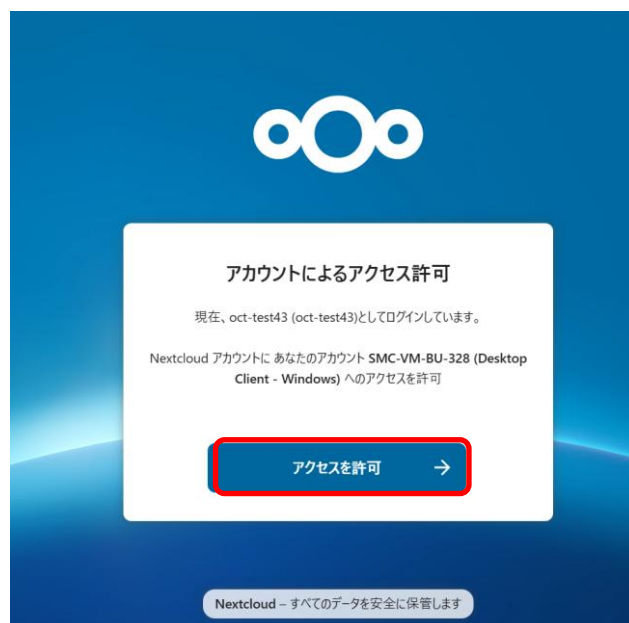 アカウントによるアクセス許可
現在、oct-test43 (oct-test43)としてログインしています。
Nextcloud アカウントに あなたのアカウント SMC-VM-BU-328 (Desktop
Client - Windows) へのアクセスを許可
アクセスを許可 →
Nextcloud – すべてのデータを安全に保管します